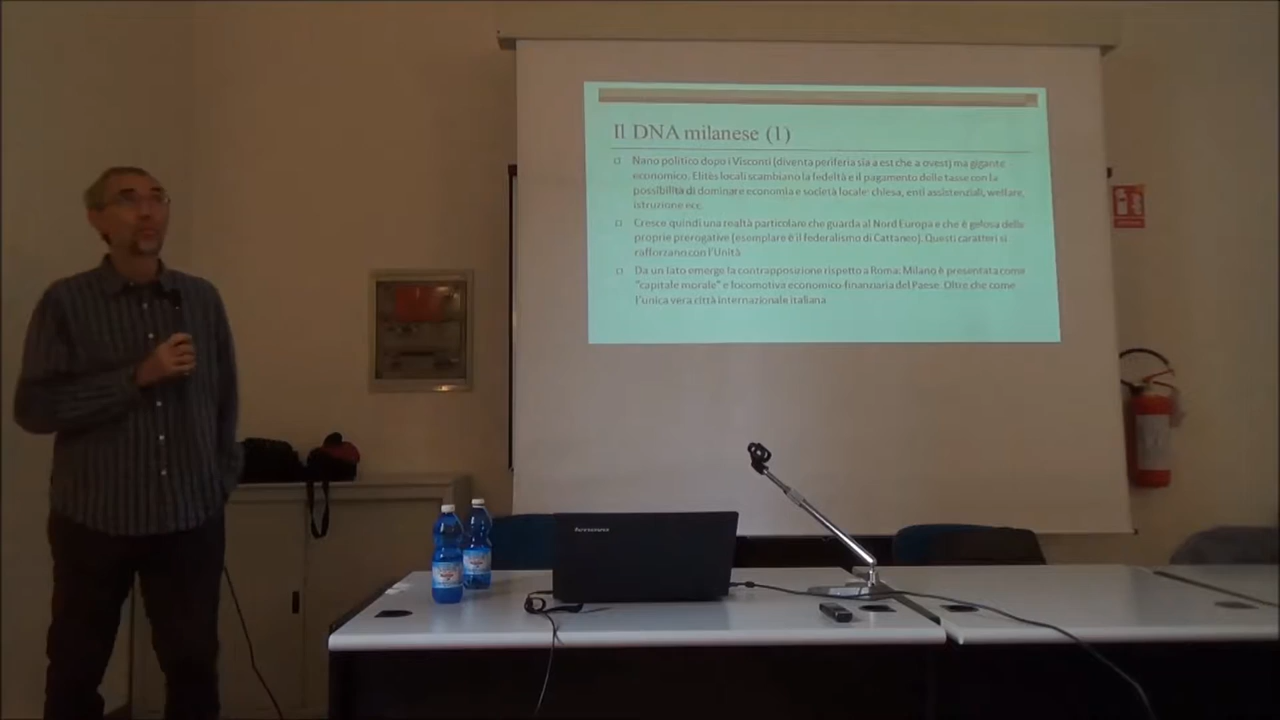 Il DNA milanese (1)
Nano politico dopo i Visconti (diventa periferia sia a est che a ovest) ma gigante
economico. Elites locali scambiano la fedeltà e il pagamento delle tasse con la
possibilità di dominare economia e società locale: chiesa, enti assistenziali, welfare,
istruzione ecc.
Cresce quindi una realtà particolare che guarda al Nord Europa e che è gelosa delle
proprie prerogative (esemplare è il federalismo di Cattaneo). Questi caratteri si
rafforzano con l'Unità
Da un lato emerge la contrapposizione rispetto a Roma: Milano è presentata come
"capitale morale" e locomotiva economico-finanziaria del Paese. Oltre che come
l'unica vera città internazionale italiana
lenovo